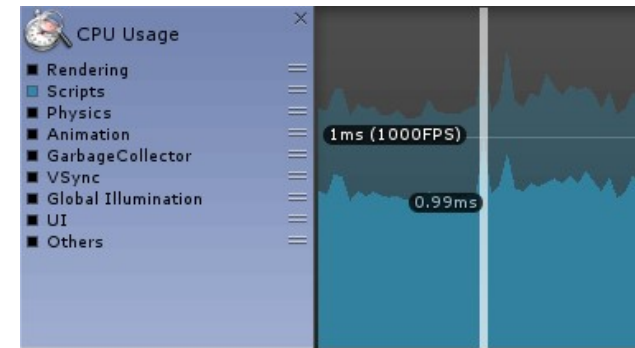 CPU Usage
Rendering
Scripts
Physics
Animation
GarbageCollector
VSync
Global Illumination
UI
Others
1ms (1000FPS)
0.99ms